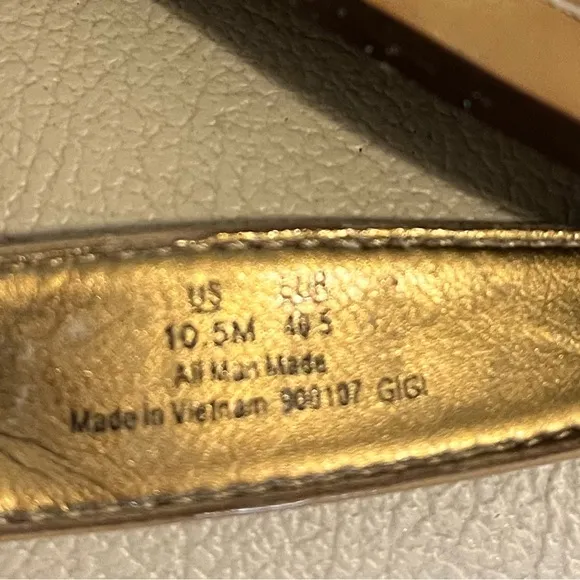 US EUR
10.5M 40.5
All Man Made
Made in Vietnam 900107 GIGI